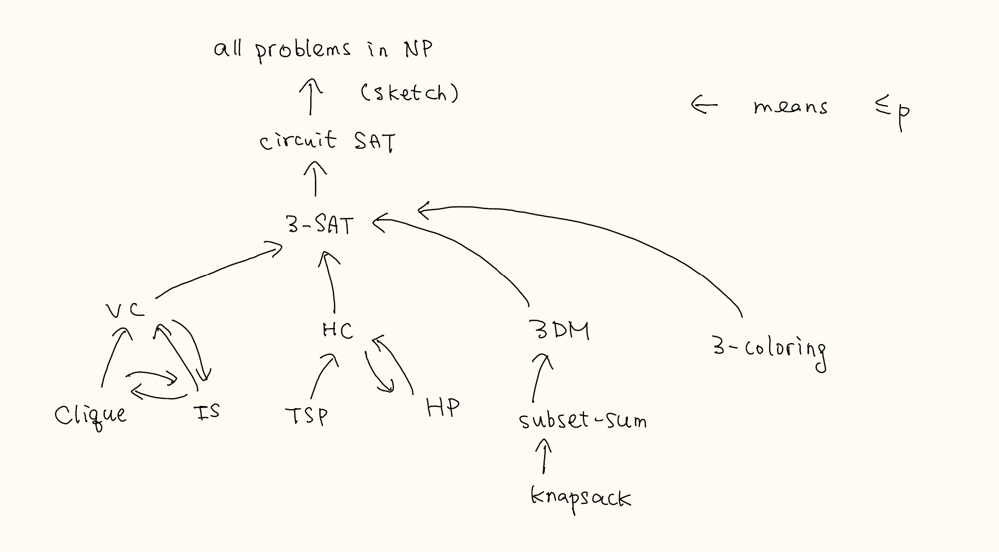 all problems in NP
(sketch)
← means ≤p
circuit SAT
3-SAT
VC
HC
3DM
3-coloring
Clique
IS
TSP
HP
subset-sum
knapsack